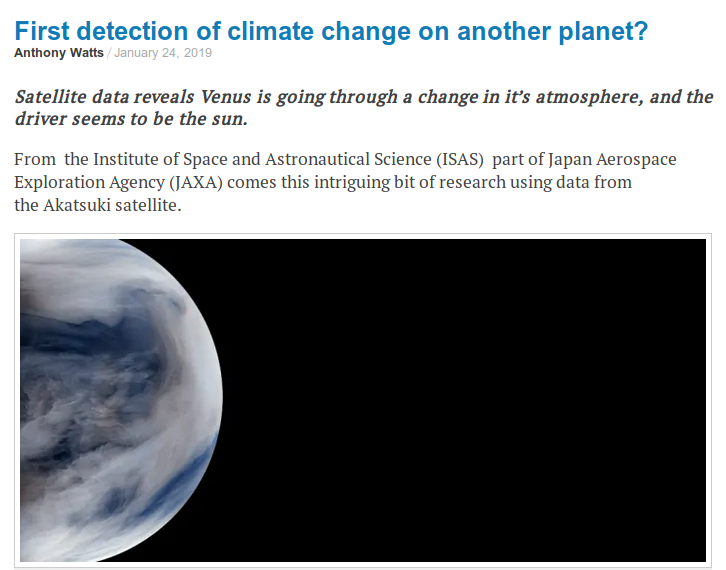 First detection of climate change on another planet?
Anthony Watts / January 24, 2019
Satellite data reveals Venus is going through a change in it’s atmosphere, and the
driver seems to be the sun.
From the Institute of Space and Astronautical Science (ISAS) part of Japan Aerospace
Exploration Agency (JAXA) comes this intriguing bit of research using data from
the Akatsuki satellite.